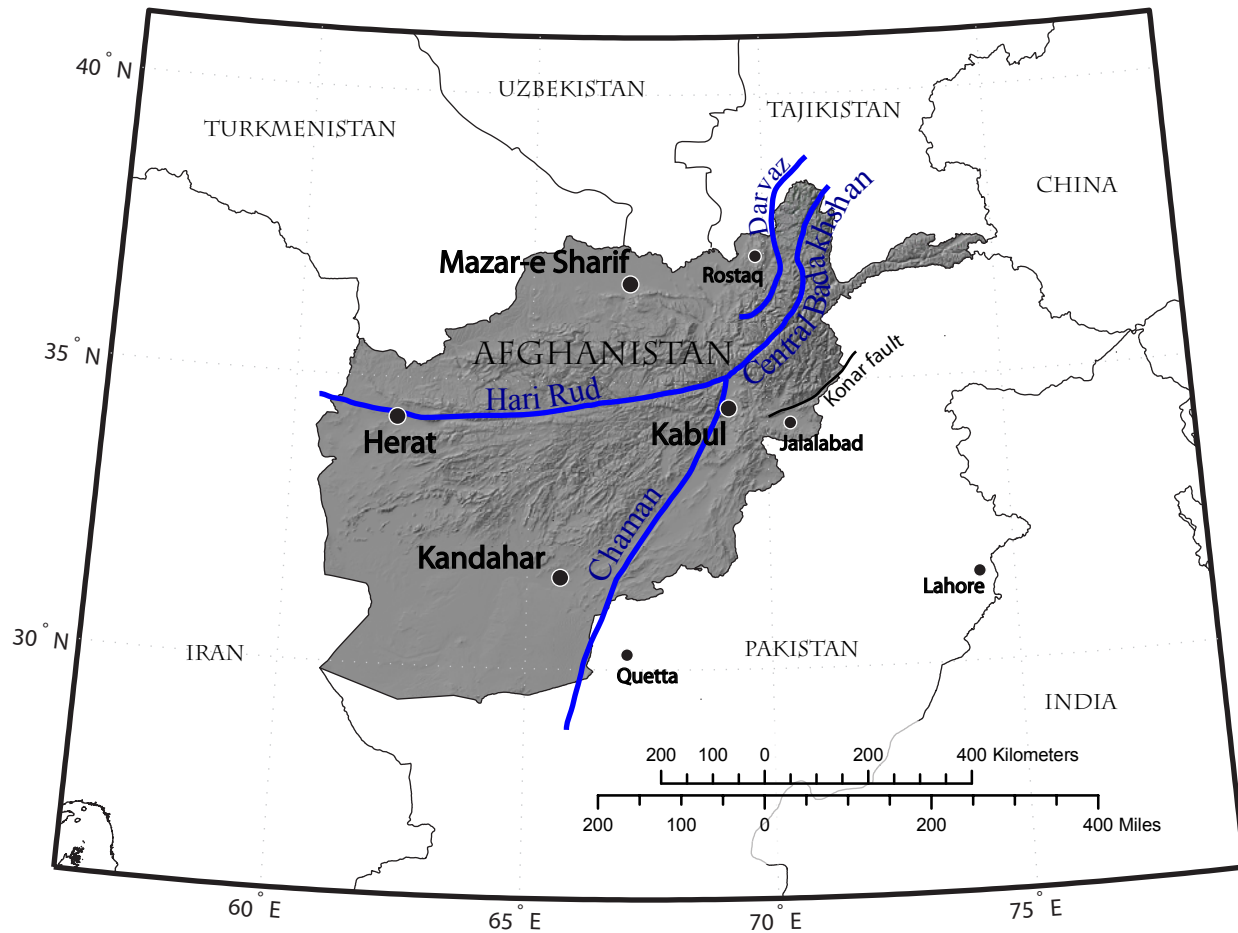 40° N
UZBEKISTAN
TAJIKISTAN
TURKMENISTAN
CHINA
Darvaz
Central Badakhshan
Mazar-e Sharif
Rostaq
35° N
AFGHANISTAN
Hari Rud
Konar fault
Herat
Kabul
Jalalabad
Chaman
Kandahar
Lahore
30° N
IRAN
PAKISTAN
Quetta
INDIA
200 100 0 200 400 Kilometers
200 100 0 200 400 Miles
60° E
65° E
70° E
75° E